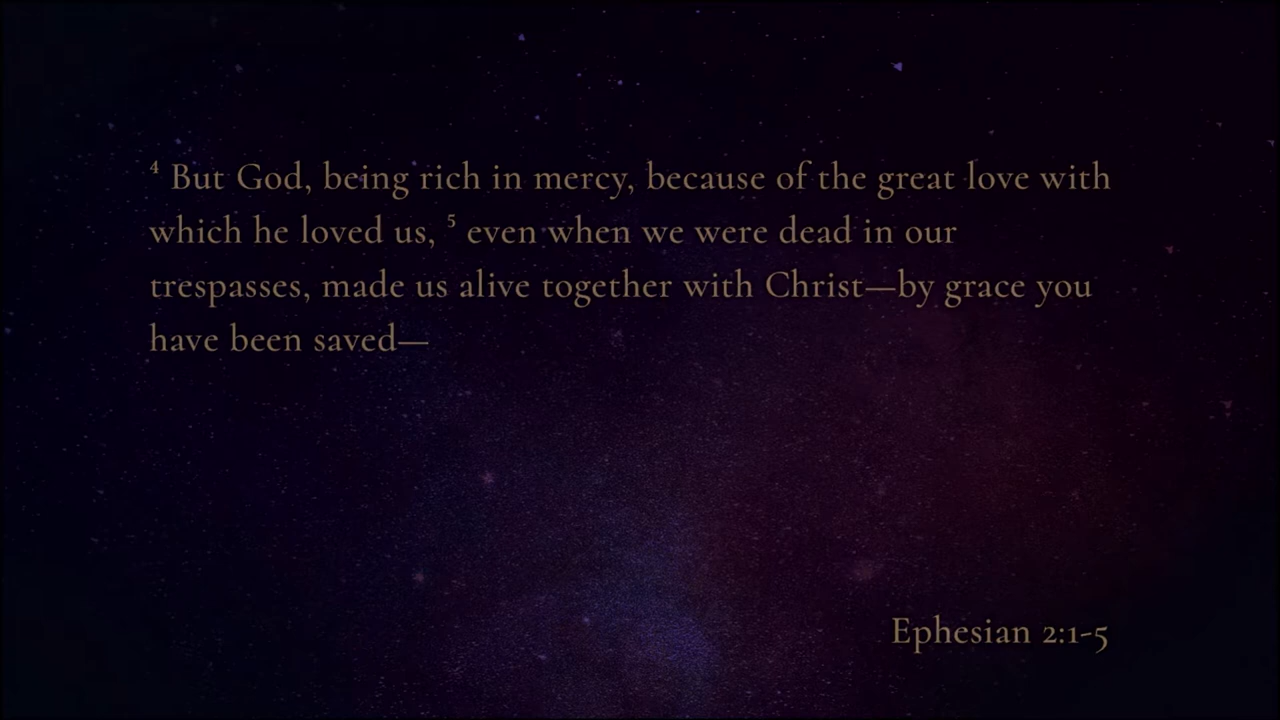 ⁴ But God, being rich in mercy, because of the great love with
which he loved us, ⁵ even when we were dead in our
trespasses, made us alive together with Christ—by grace you
have been saved—
Ephesian 2:1-5